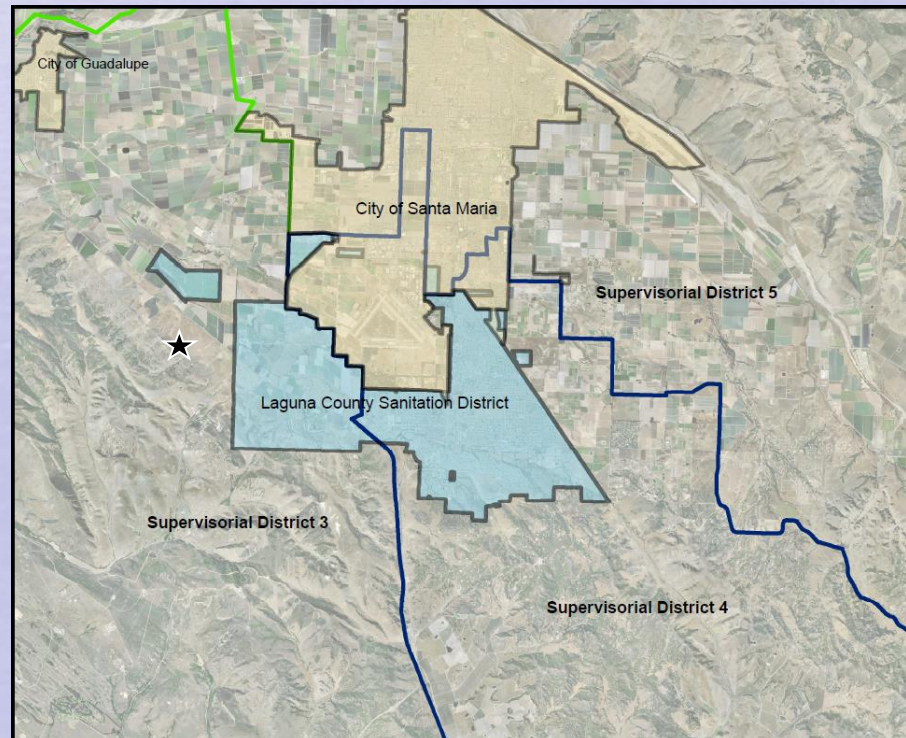 City of Guadalupe
City of Santa Maria
Supervisorial District 5
Laguna County Sanitation District
Supervisorial District 3
Supervisorial District 4